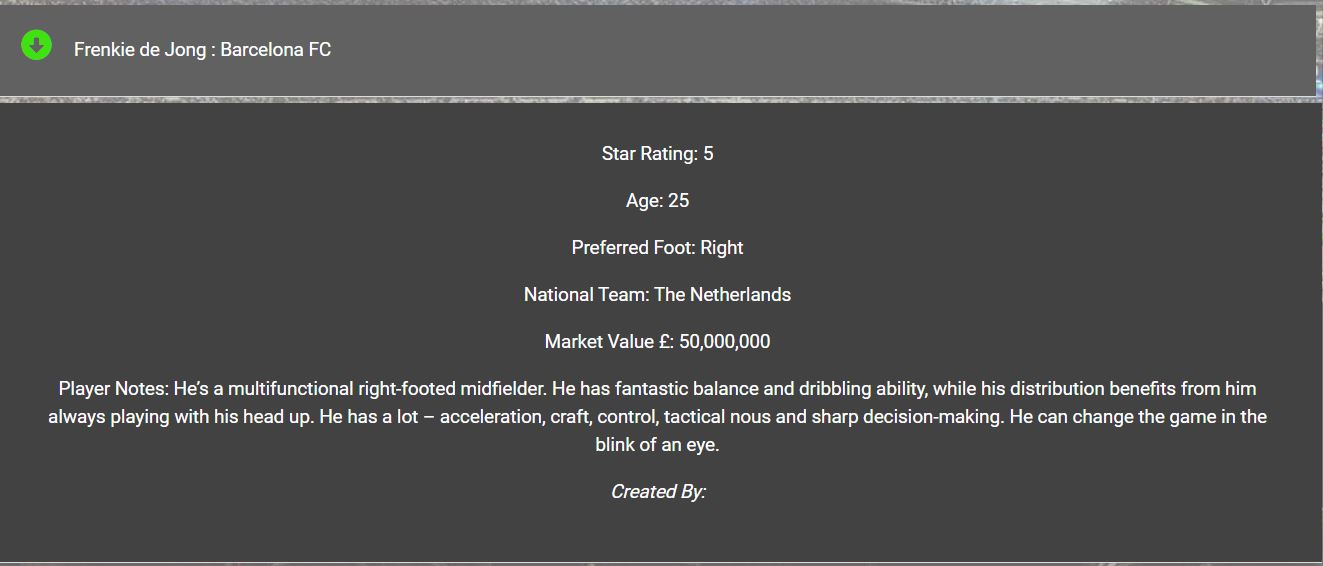 Frenkie de Jong : Barcelona FC
Star Rating: 5
Age: 25
Preferred Foot: Right
National Team: The Netherlands
Market Value £: 50,000,000
Player Notes: He’s a multifunctional right-footed midfielder. He has fantastic balance and dribbling ability, while his distribution benefits from him
always playing with his head up. He has a lot – acceleration, craft, control, tactical nous and sharp decision-making. He can change the game in the
blink of an eye.
Created By: